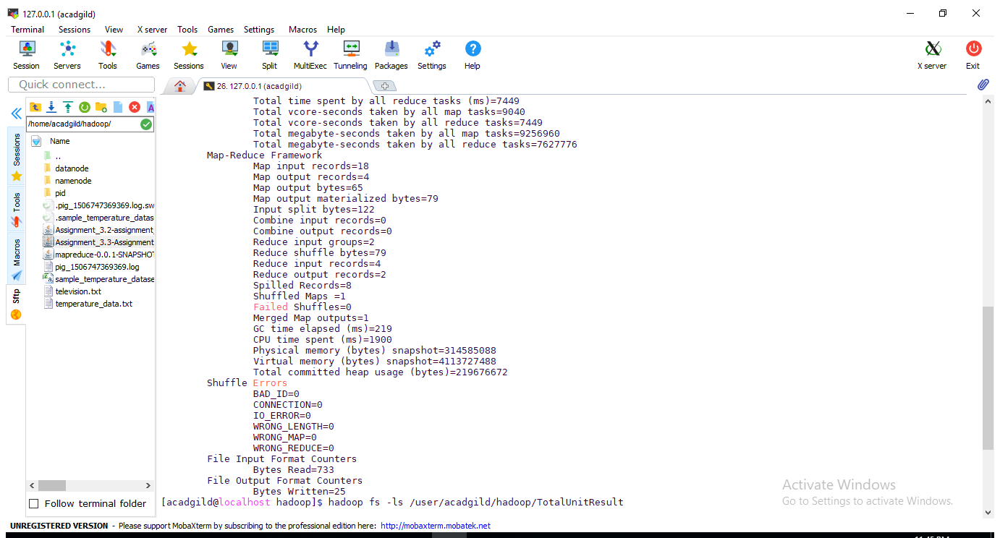 127.0.0.1 (acadgild)
Terminal Sessions View X server Tools Games Settings Macros Help
Session Servers Tools Games Sessions View Split MultiExec Tunneling Packages Settings Help X server Exit
Quick connect...
26. 127.0.0.1 (acadgild)
/home/acadgild/hadoop/
Name
..
datanode
namenode
pid
.pig_1506747369369.log.sw
.sample_temperature_datas
Assignment_3.2-assignment_
Assignment_3.3-Assignment
mapreduce-0.0.1-SNAPSHOT
pig_1506747369369.log
sample_temperature_datase
television.txt
temperature_data.txt
Follow terminal folder
Sessions
Tools
Macros
Sftp
Total time spent by all reduce tasks (ms)=7449
Total vcore-seconds taken by all map tasks=9040
Total vcore-seconds taken by all reduce tasks=7449
Total megabyte-seconds taken by all map tasks=9256960
Total megabyte-seconds taken by all reduce tasks=7627776
Map-Reduce Framework
Map input records=18
Map output records=4
Map output bytes=65
Map output materialized bytes=79
Input split bytes=122
Combine input records=0
Combine output records=0
Reduce input groups=2
Reduce shuffle bytes=79
Reduce input records=4
Reduce output records=2
Spilled Records=8
Shuffled Maps =1
Failed Shuffles=0
Merged Map outputs=1
GC time elapsed (ms)=219
CPU time spent (ms)=1900
Physical memory (bytes) snapshot=314585088
Virtual memory (bytes) snapshot=4113727488
Total committed heap usage (bytes)=219676672
Shuffle Errors
BAD_ID=0
CONNECTION=0
IO_ERROR=0
WRONG_LENGTH=0
WRONG_MAP=0
WRONG_REDUCE=0
File Input Format Counters
Bytes Read=733
File Output Format Counters
Bytes Written=25
[acadgild@localhost hadoop]$ hadoop fs -ls /user/acadgild/hadoop/TotalUnitResult
Activate Windows
Go to Settings to activate Windows.
UNREGISTERED VERSION - Please support MobaXterm by subscribing to the professional edition here: http://mobaxterm.mobatek.net